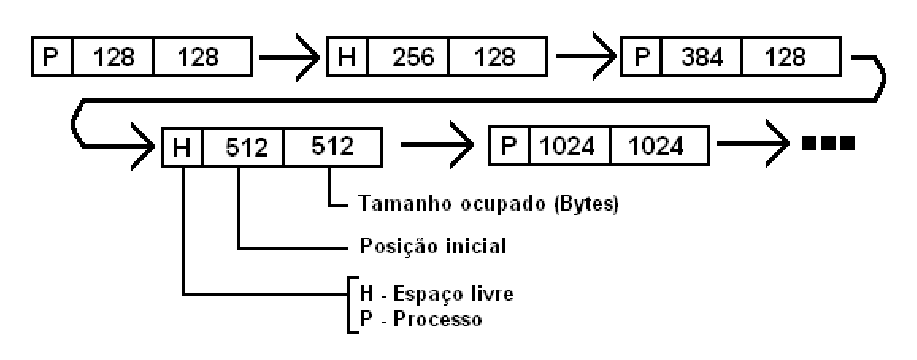 P 128 128 H 256 128 P 384 128
H 512 512 P 1024 1024
Tamanho ocupado (Bytes)
Posição inicial
H - Espaço livre
P - Processo